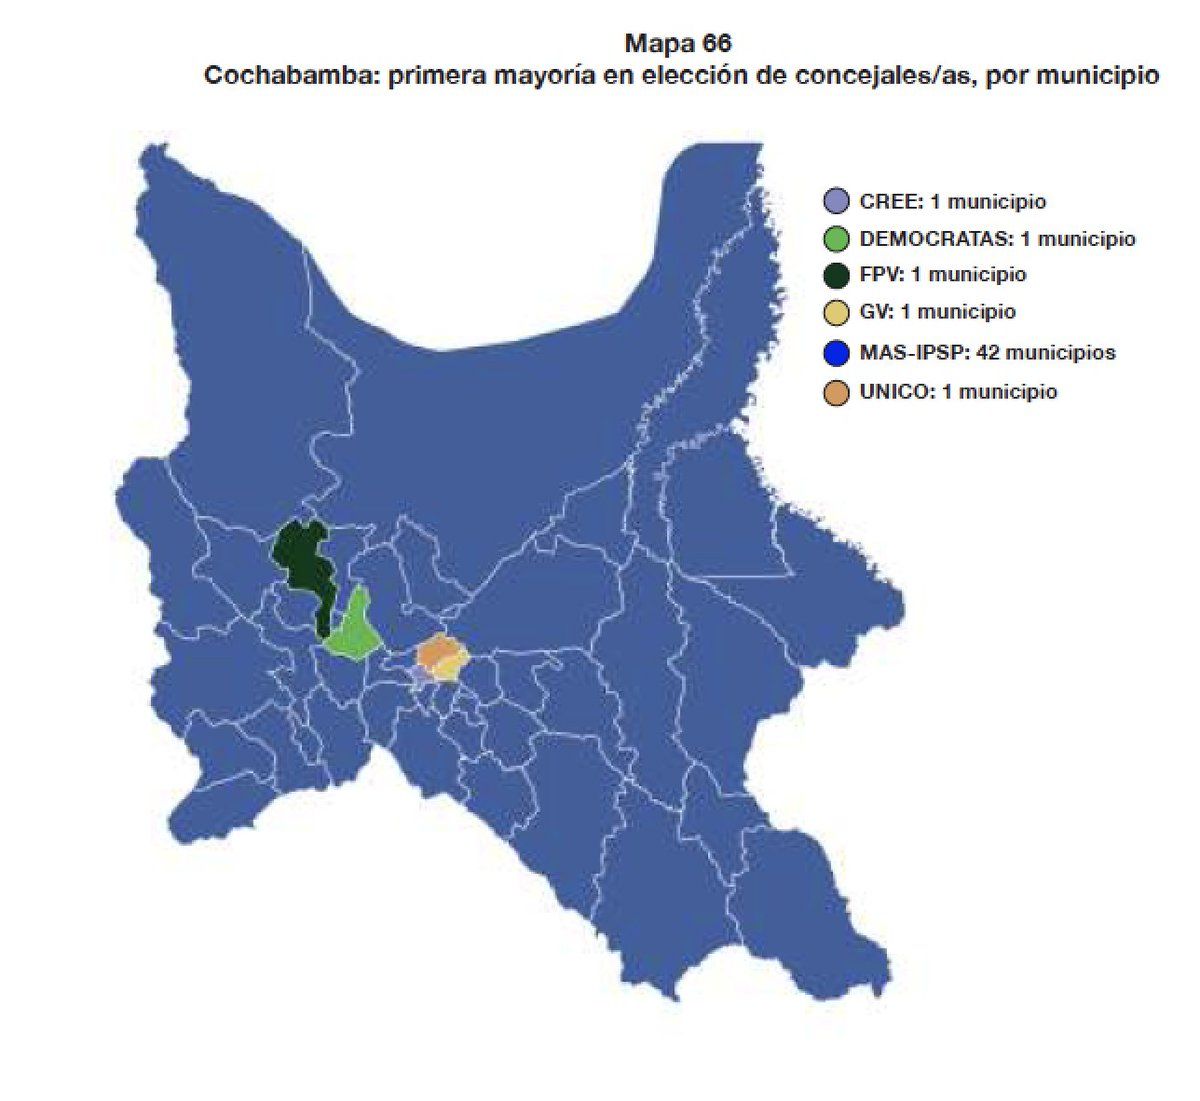 Mapa 66
Cochabamba: primera mayoría en elección de concejales/as, por municipio
CREE: 1 municipio
DEMOCRATAS: 1 municipio
FPV: 1 municipio
GV: 1 municipio
MAS-IPSP: 42 municipios
UNICO: 1 municipio